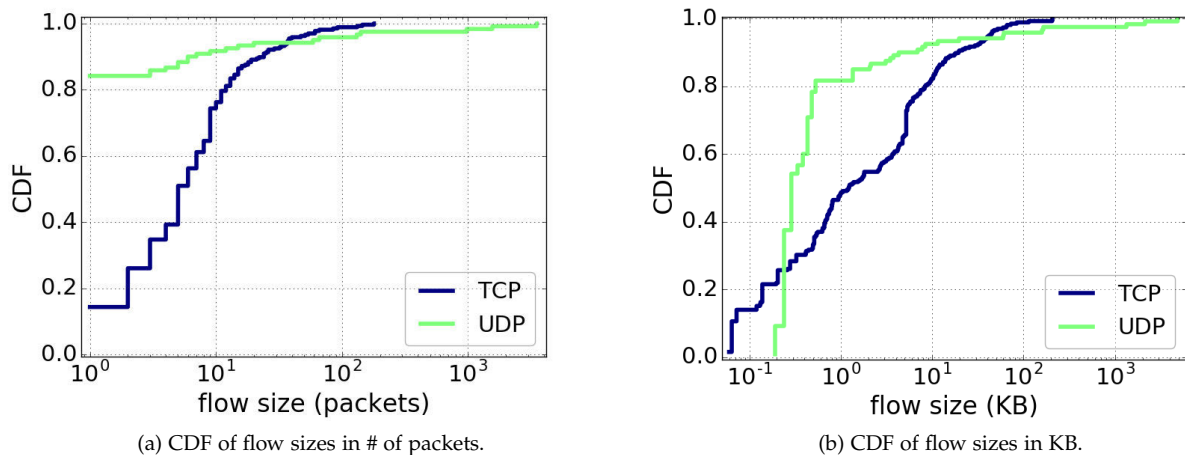 1.0
0.8
0.6
0.4
0.2
0.0
CDF
10^0 10^1 10^2 10^3
flow size (packets)
TCP
UDP
(a) CDF of flow sizes in # of packets.
1.0
0.8
0.6
0.4
0.2
0.0
CDF
10^-1 10^0 10^1 10^2 10^3
flow size (KB)
TCP
UDP
(b) CDF of flow sizes in KB.